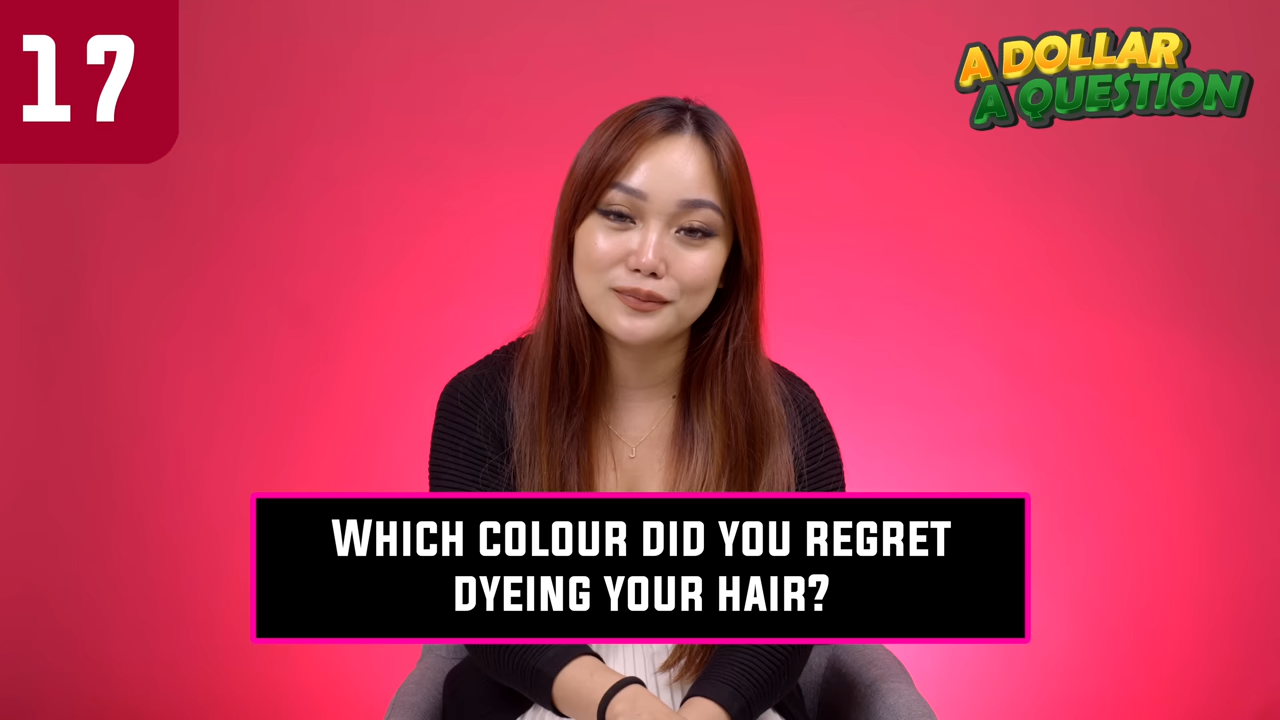 17
A DOLLAR
A QUESTION
J
WHICH COLOUR DID YOU REGRET
DYEING YOUR HAIR?